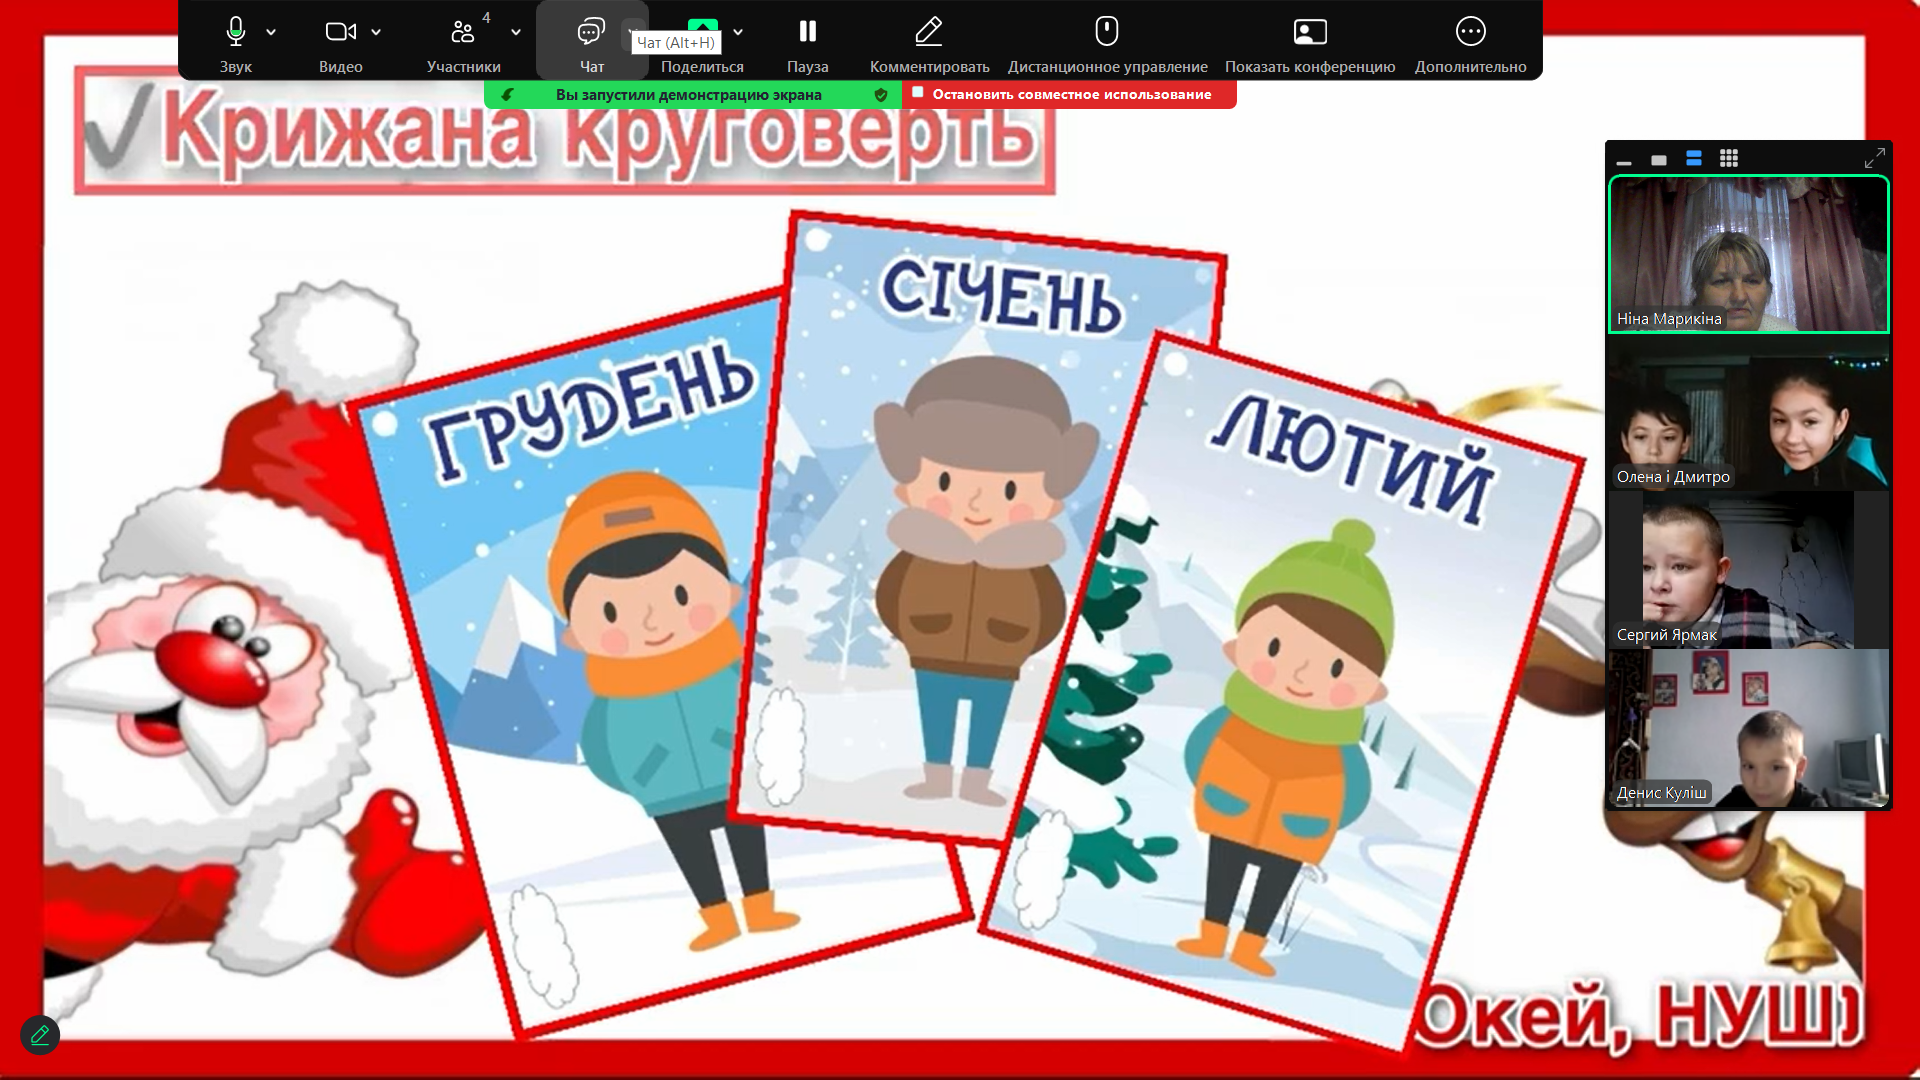 4
Звук
Видео
Участники
Чат
Поделиться
Пауза
Комментировать
Дистанционное управление
Показать конференцию
Дополнительно
Чат (Alt+H)
Вы запустили демонстрацию экрана
Остановить совместное использование
Крижана круговерть
СІЧЕНЬ
ГРУДЕНЬ
ЛЮТИЙ
Ніна Марикіна
Олена і Дмитро
Сергий Ярмак
Денис Куліш
Окей, НУШ)